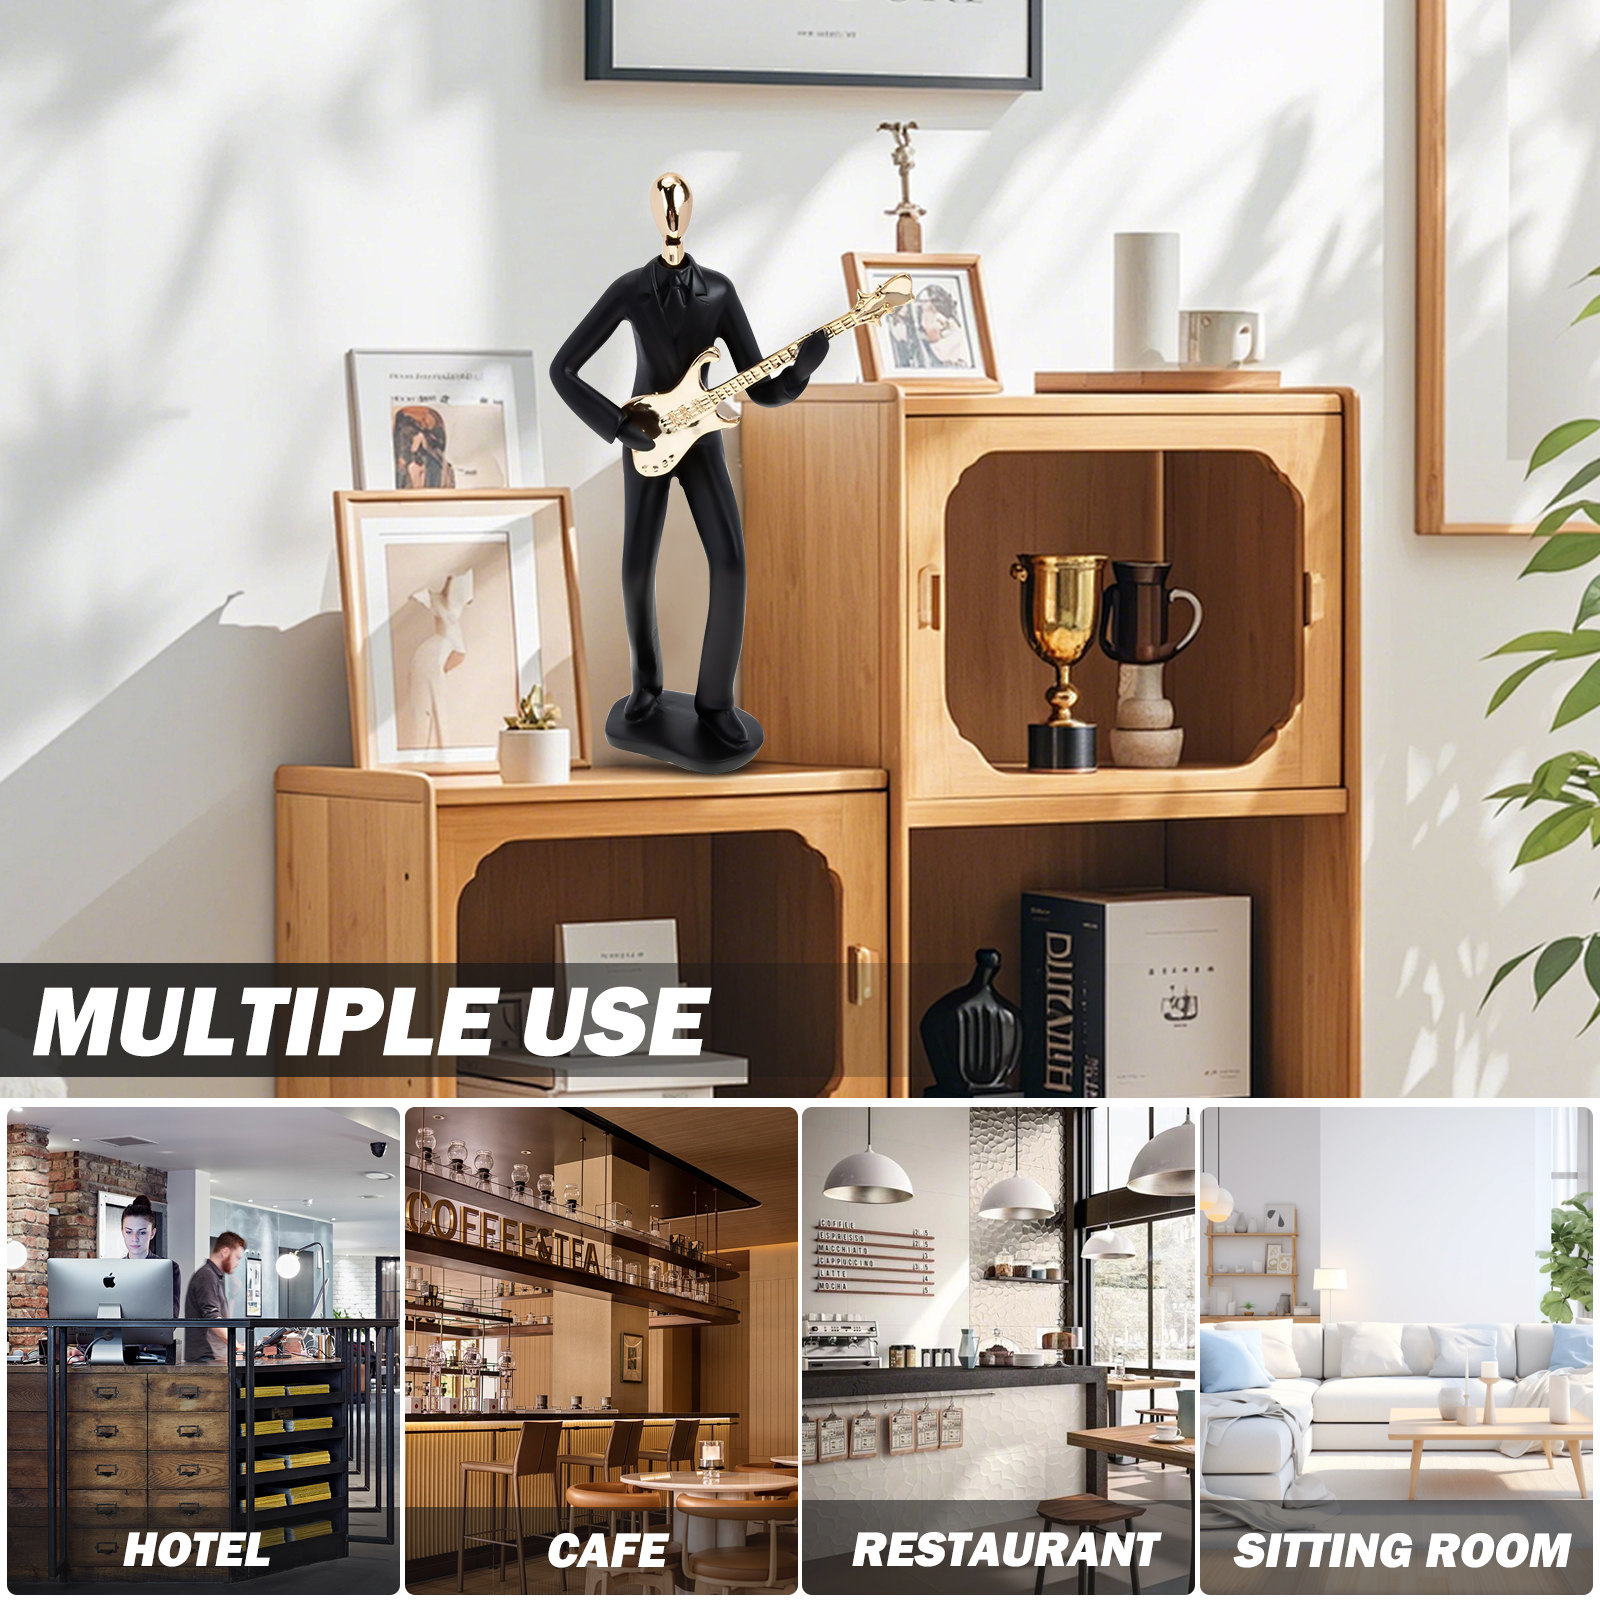 MULTIPLE USE
COFFEE&TEA
COFFEE
ESPRESSO
MACCHIATO
CAPPUCCINO
LATTE
MOCHA
HOTEL
CAFE
RESTAURANT
SITTING ROOM